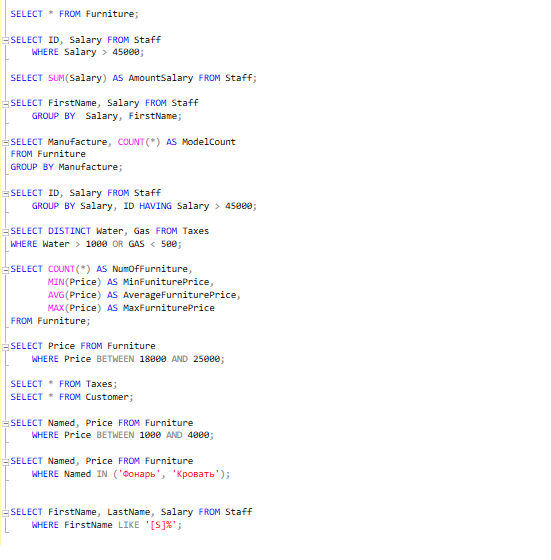 SELECT * FROM Furniture;
SELECT ID, Salary FROM Staff
WHERE Salary > 45000;
SELECT SUM(Salary) AS AmountSalary FROM Staff;
SELECT FirstName, Salary FROM Staff
GROUP BY  Salary, FirstName;
SELECT Manufacture, COUNT(*) AS ModelCount
FROM Furniture
GROUP BY Manufacture;
SELECT ID, Salary FROM Staff
GROUP BY Salary, ID HAVING Salary > 45000;
SELECT DISTINCT Water, Gas FROM Taxes
WHERE Water > 1000 OR GAS < 500;
SELECT COUNT(*) AS NumOfFurniture,
MIN(Price) AS MinFuniturePrice,
AVG(Price) AS AverageFurniturePrice,
MAX(Price) AS MaxFurniturePrice
FROM Furniture;
SELECT Price FROM Furniture
WHERE Price BETWEEN 18000 AND 25000;
SELECT * FROM Taxes;
SELECT * FROM Customer;
SELECT Named, Price FROM Furniture
WHERE Price BETWEEN 1000 AND 4000;
SELECT Named, Price FROM Furniture
WHERE Named IN ('Фонарь', 'Кровать');
SELECT FirstName, LastName, Salary FROM Staff
WHERE FirstName LIKE '[S]%';